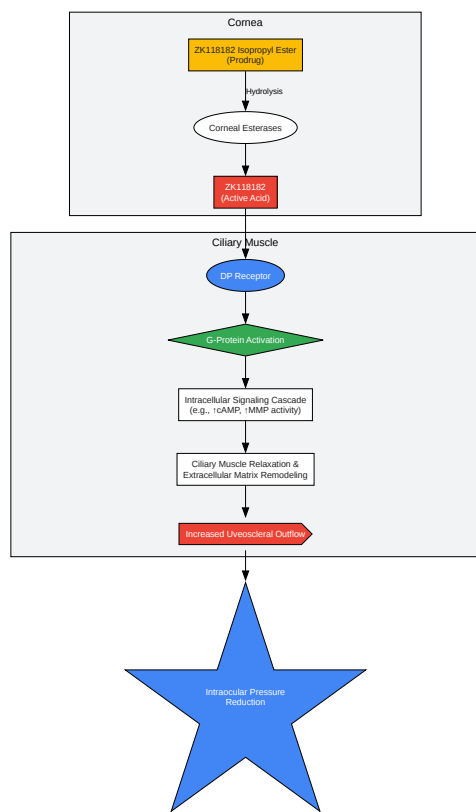 Cornea
ZK118182 Isopropyl Ester
(Prodrug)
Hydrolysis
Corneal Esterases
ZK118182
(Active Acid)
Ciliary Muscle
DP Receptor
G-Protein Activation
Intracellular Signaling Cascade
(e.g., ↑cAMP, ↑MMP activity)
Ciliary Muscle Relaxation &
Extracellular Matrix Remodeling
Increased Uveoscleral Outflow
Intraocular Pressure
Reduction